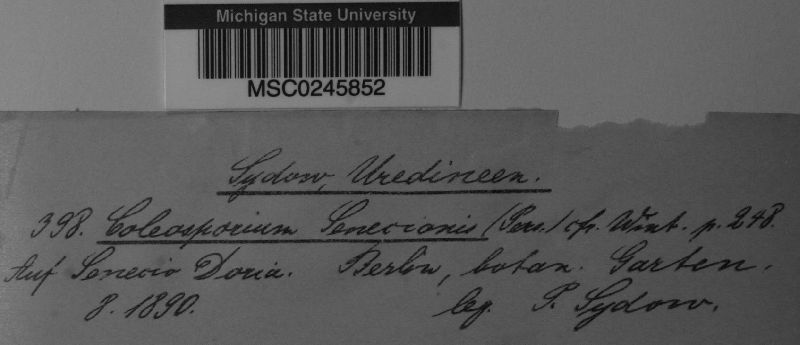 Michigan State University
MSC0245852
Sydow, Uredineen.
398. Coleosporium Senecionis (Pers.) cfr. Wint. p. 248.
Auf Senecio Doria. Berlin, botan. Garten.
8. 1890. leg. P. Sydow.